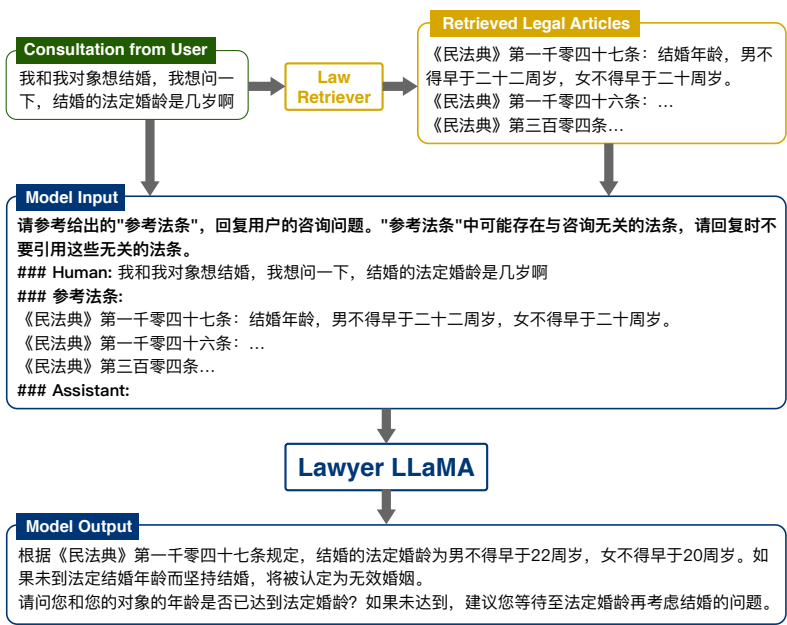 Consultation from User
我和我对象想结婚，我想问一
下，结婚的法定婚龄是几岁啊
Law
Retriever
Retrieved Legal Articles
《民法典》第一千零四十七条：结婚年龄，男不
得早于二十二周岁，女不得早于二十周岁。
《民法典》第一千零四十六条：...
《民法典》第三百零四条...
Model Input
请参考给出的"参考法条"，回复用户的咨询问题。"参考法条"中可能存在与咨询无关的法条，请回复时不
要引用这些无关的法条。
### Human: 我和我对象想结婚，我想问一下，结婚的法定婚龄是几岁啊
### 参考法条:
《民法典》第一千零四十七条：结婚年龄，男不得早于二十二周岁，女不得早于二十周岁。
《民法典》第一千零四十六条：...
《民法典》第三百零四条...
### Assistant:
Lawyer LLaMA
Model Output
根据《民法典》第一千零四十七条规定，结婚的法定婚龄为男不得早于22周岁，女不得早于20周岁。如
果未到法定结婚年龄而坚持结婚，将被认定为无效婚姻。
请问您和您的对象的年龄是否已达到法定婚龄？如果未达到，建议您等待至法定婚龄再考虑结婚的问题。